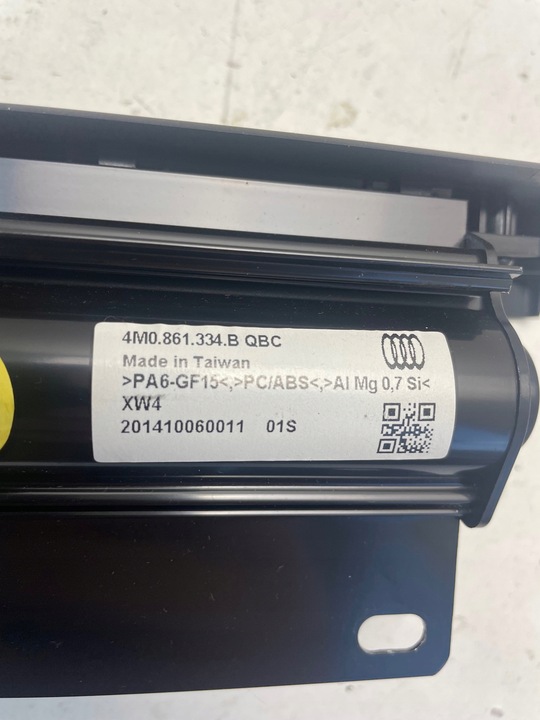 4M0.861.334.B QBC
Made in Taiwan
>PA6-GF15<,>PC/ABS<,>Al Mg 0,7 Si<
XW4
201410060011 01S